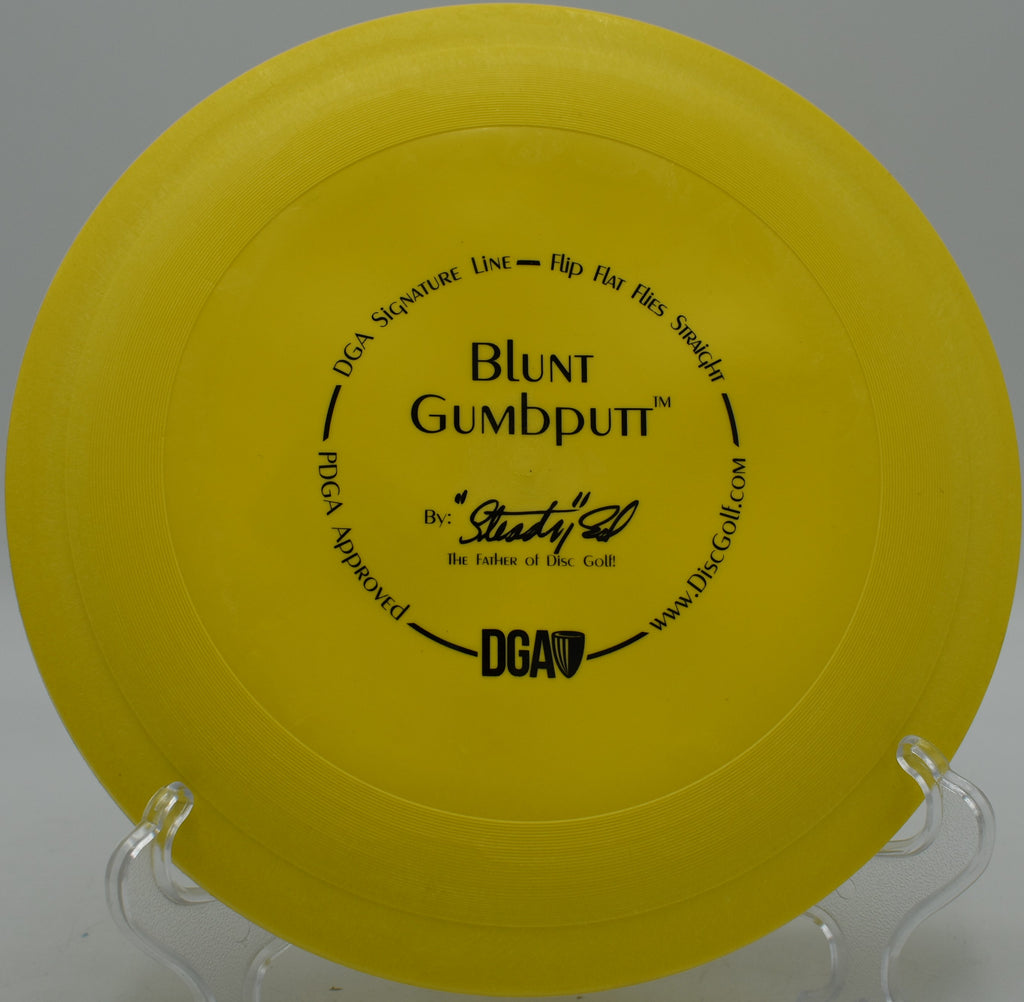 DGA Signature Line — Flip Flat Flies Straight
Blunt
Gumbputt™
By: "Steady" Ed
The Father of Disc Golf!
PDGA Approved
www.DiscGolf.com
DGA